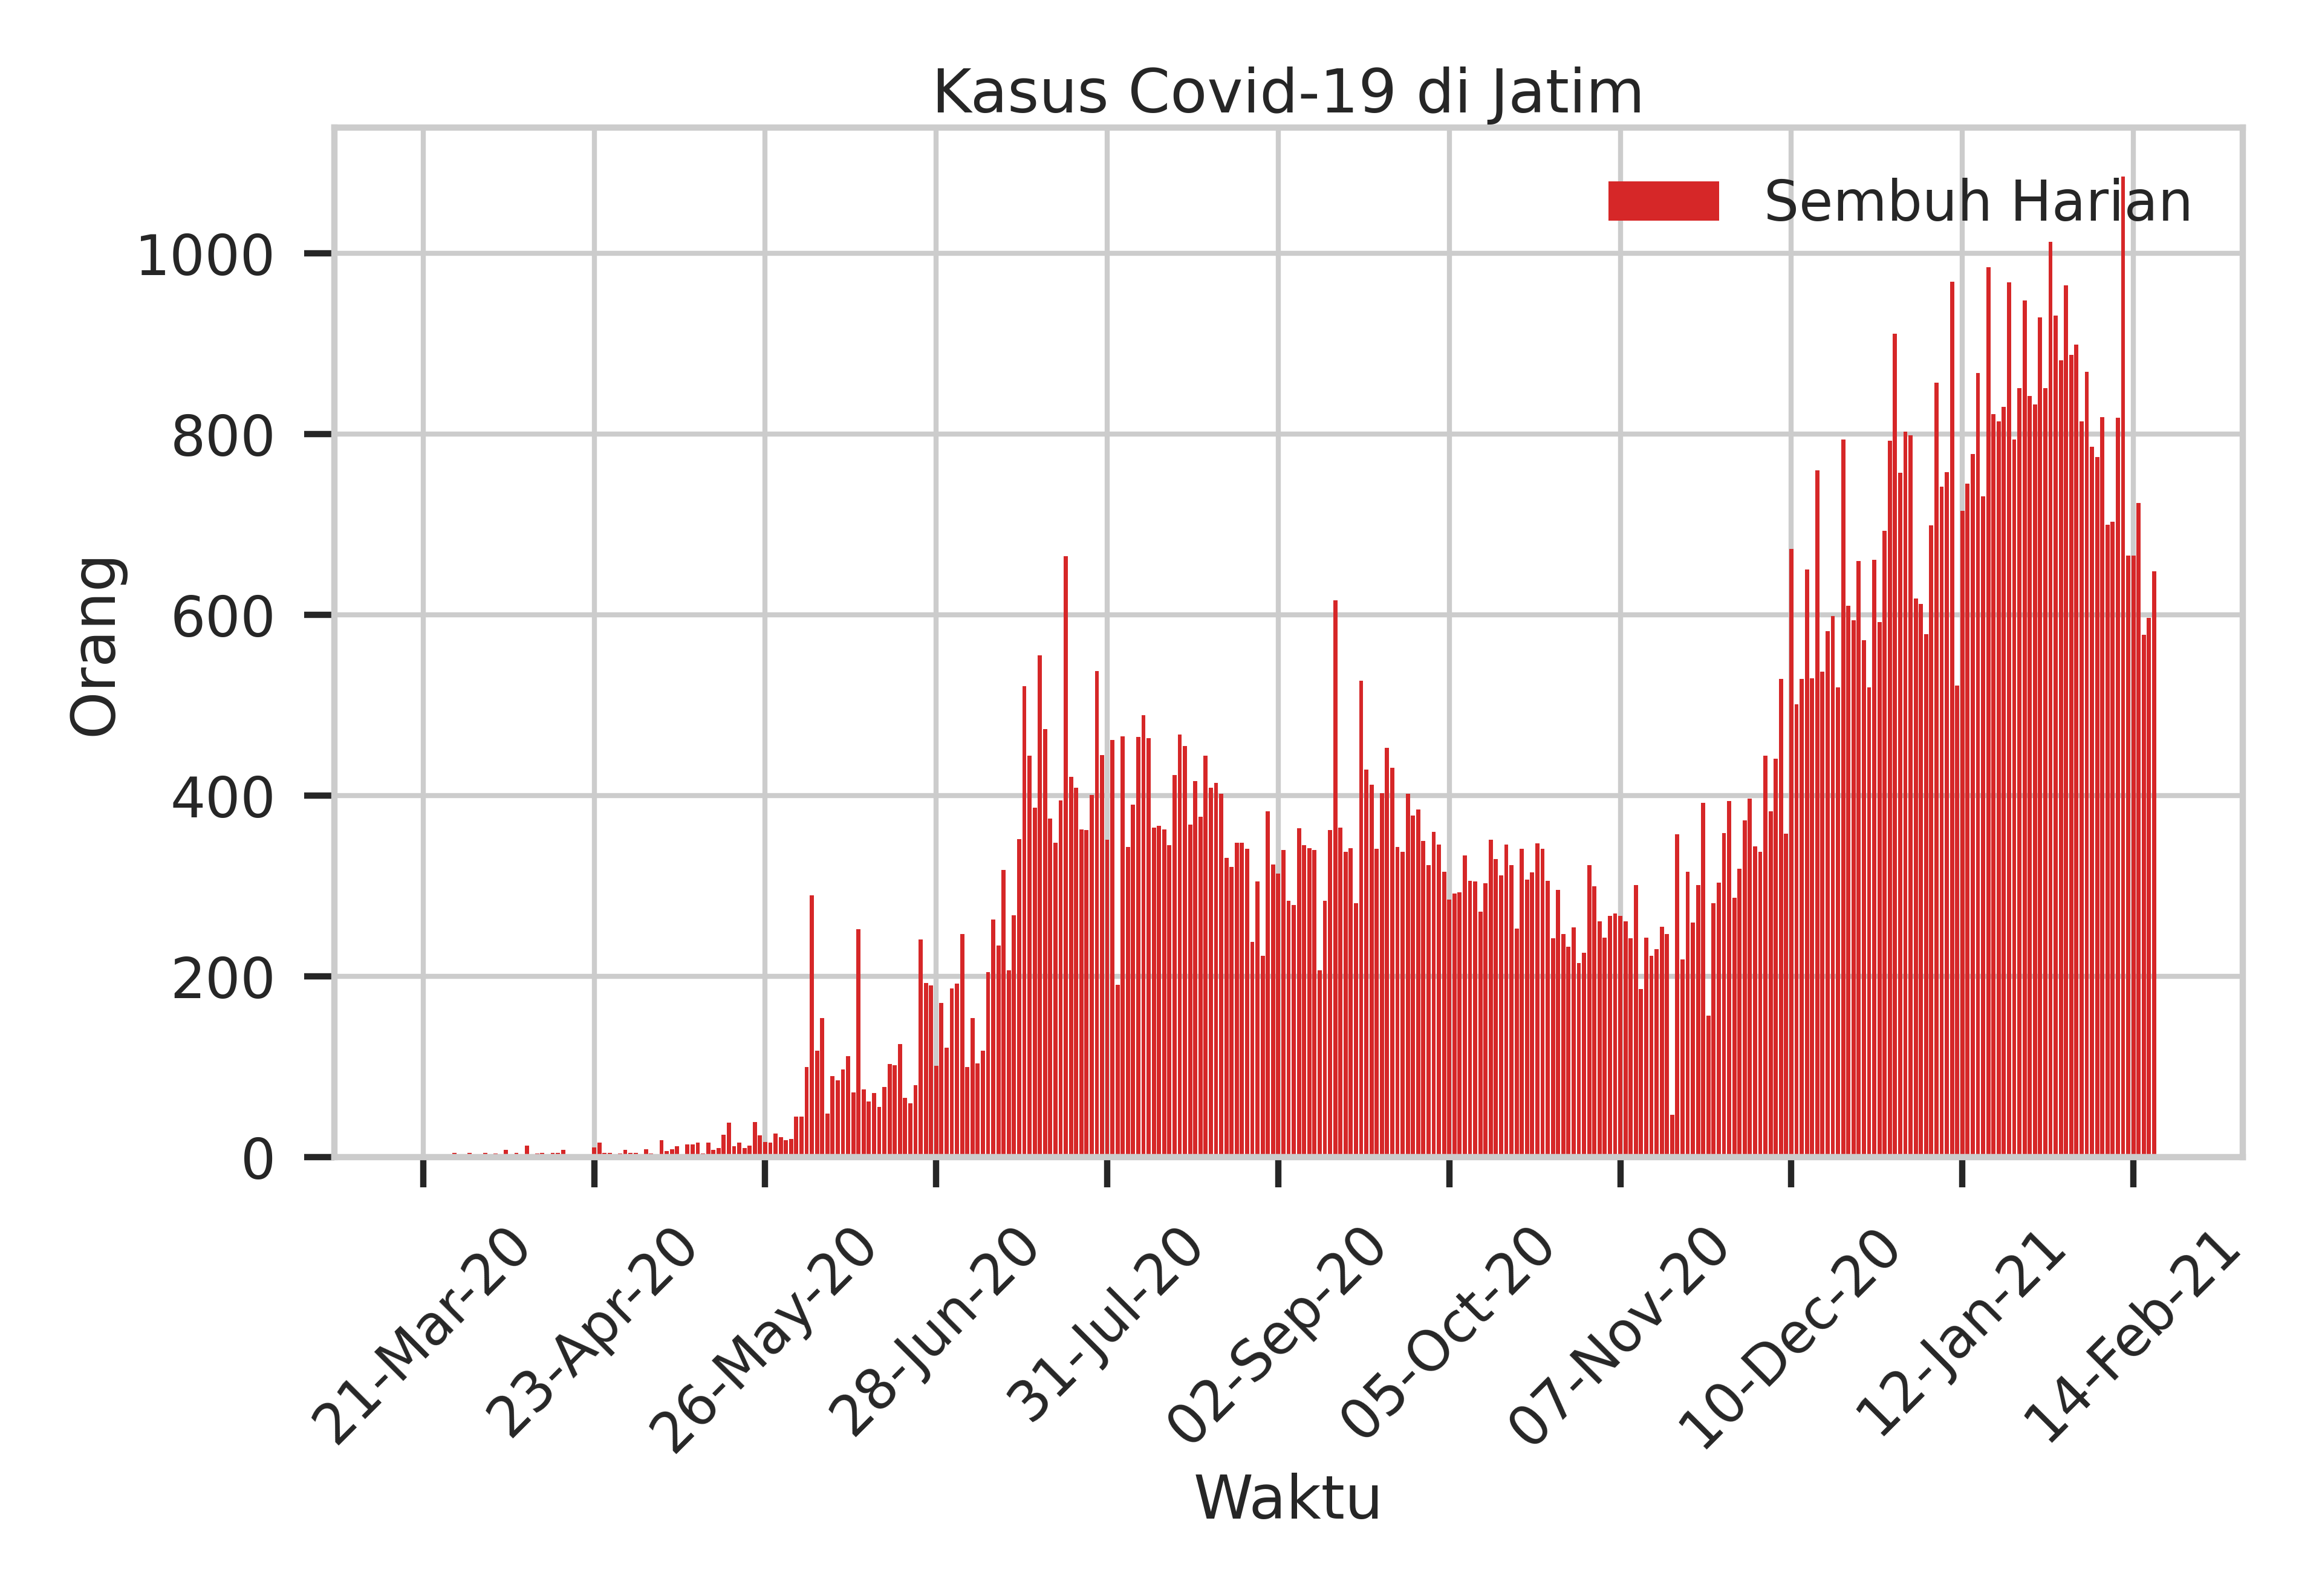 Kasus Covid-19 di Jatim
Sembuh Harian
1000
800
600
400
200
0
Orang
21-Mar-20
23-Apr-20
26-May-20
28-Jun-20
31-Jul-20
02-Sep-20
05-Oct-20
07-Nov-20
10-Dec-20
12-Jan-21
14-Feb-21
Waktu